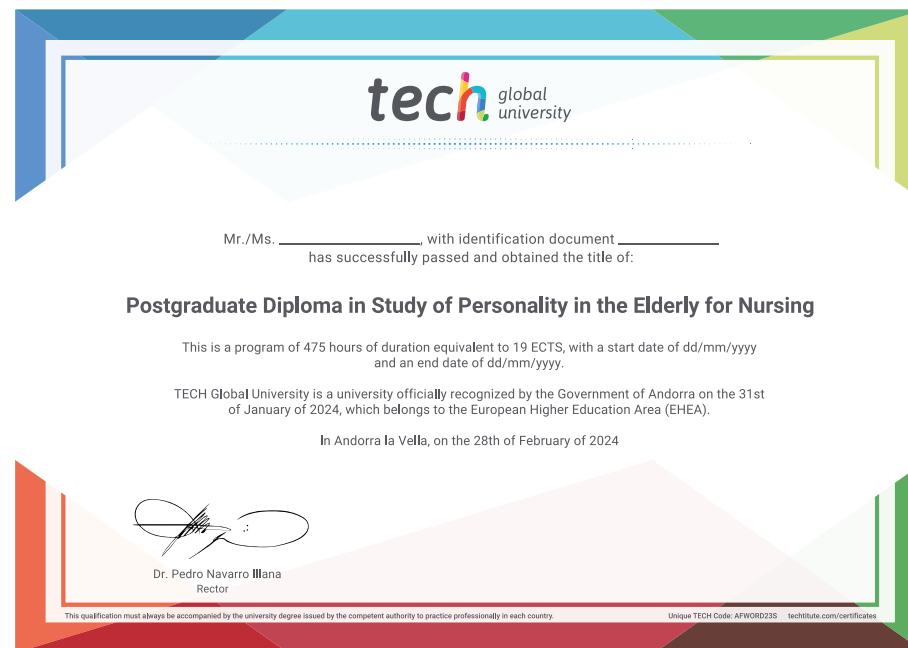 tech global university
Mr./Ms. ____________________, with identification document ______________
has successfully passed and obtained the title of:
Postgraduate Diploma in Study of Personality in the Elderly for Nursing
This is a program of 475 hours of duration equivalent to 19 ECTS, with a start date of dd/mm/yyyy
and an end date of dd/mm/yyyy.
TECH Global University is a university officially recognized by the Government of Andorra on the 31st
of January of 2024, which belongs to the European Higher Education Area (EHEA).
In Andorra la Vella, on the 28th of February of 2024
Dr. Pedro Navarro Illana
Rector
This qualification must always be accompanied by the university degree issued by the competent authority to practice professionally in each country. Unique TECH Code: AFWORD23S techtitute.com/certificates